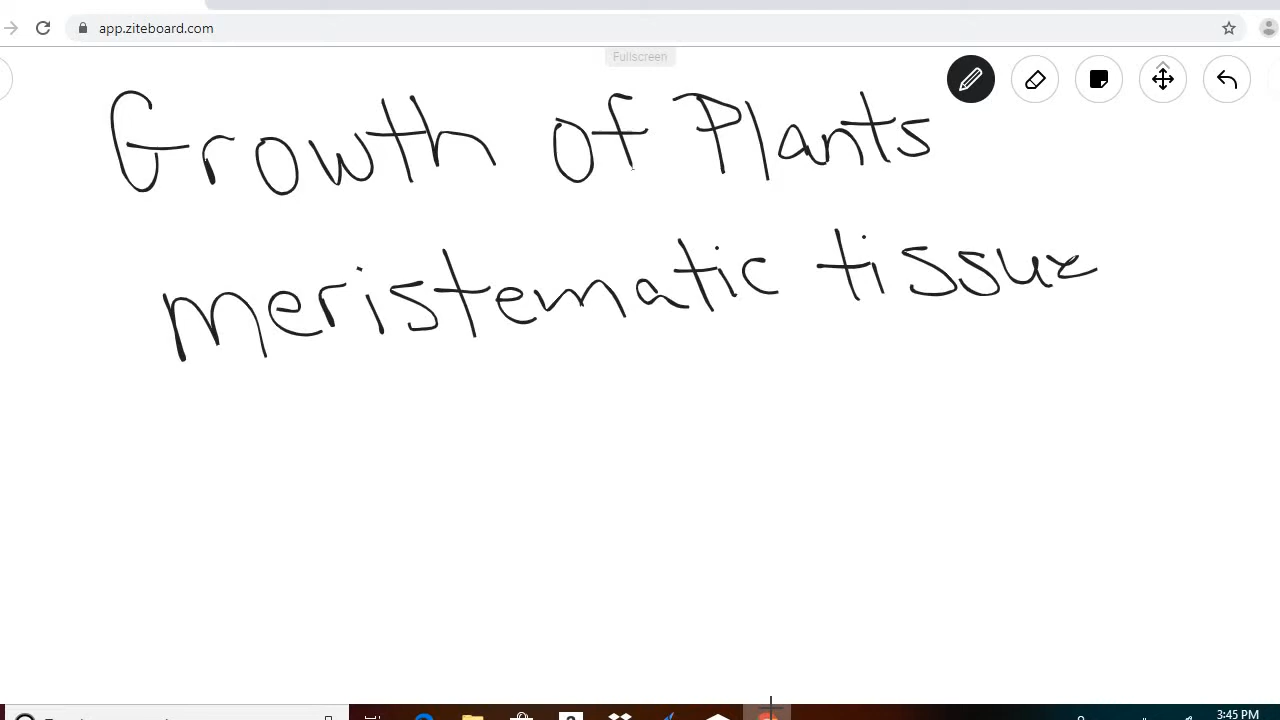 app.ziteboard.com
Fullscreen
Growth of Plants
meristematic tissue
3:45 PM